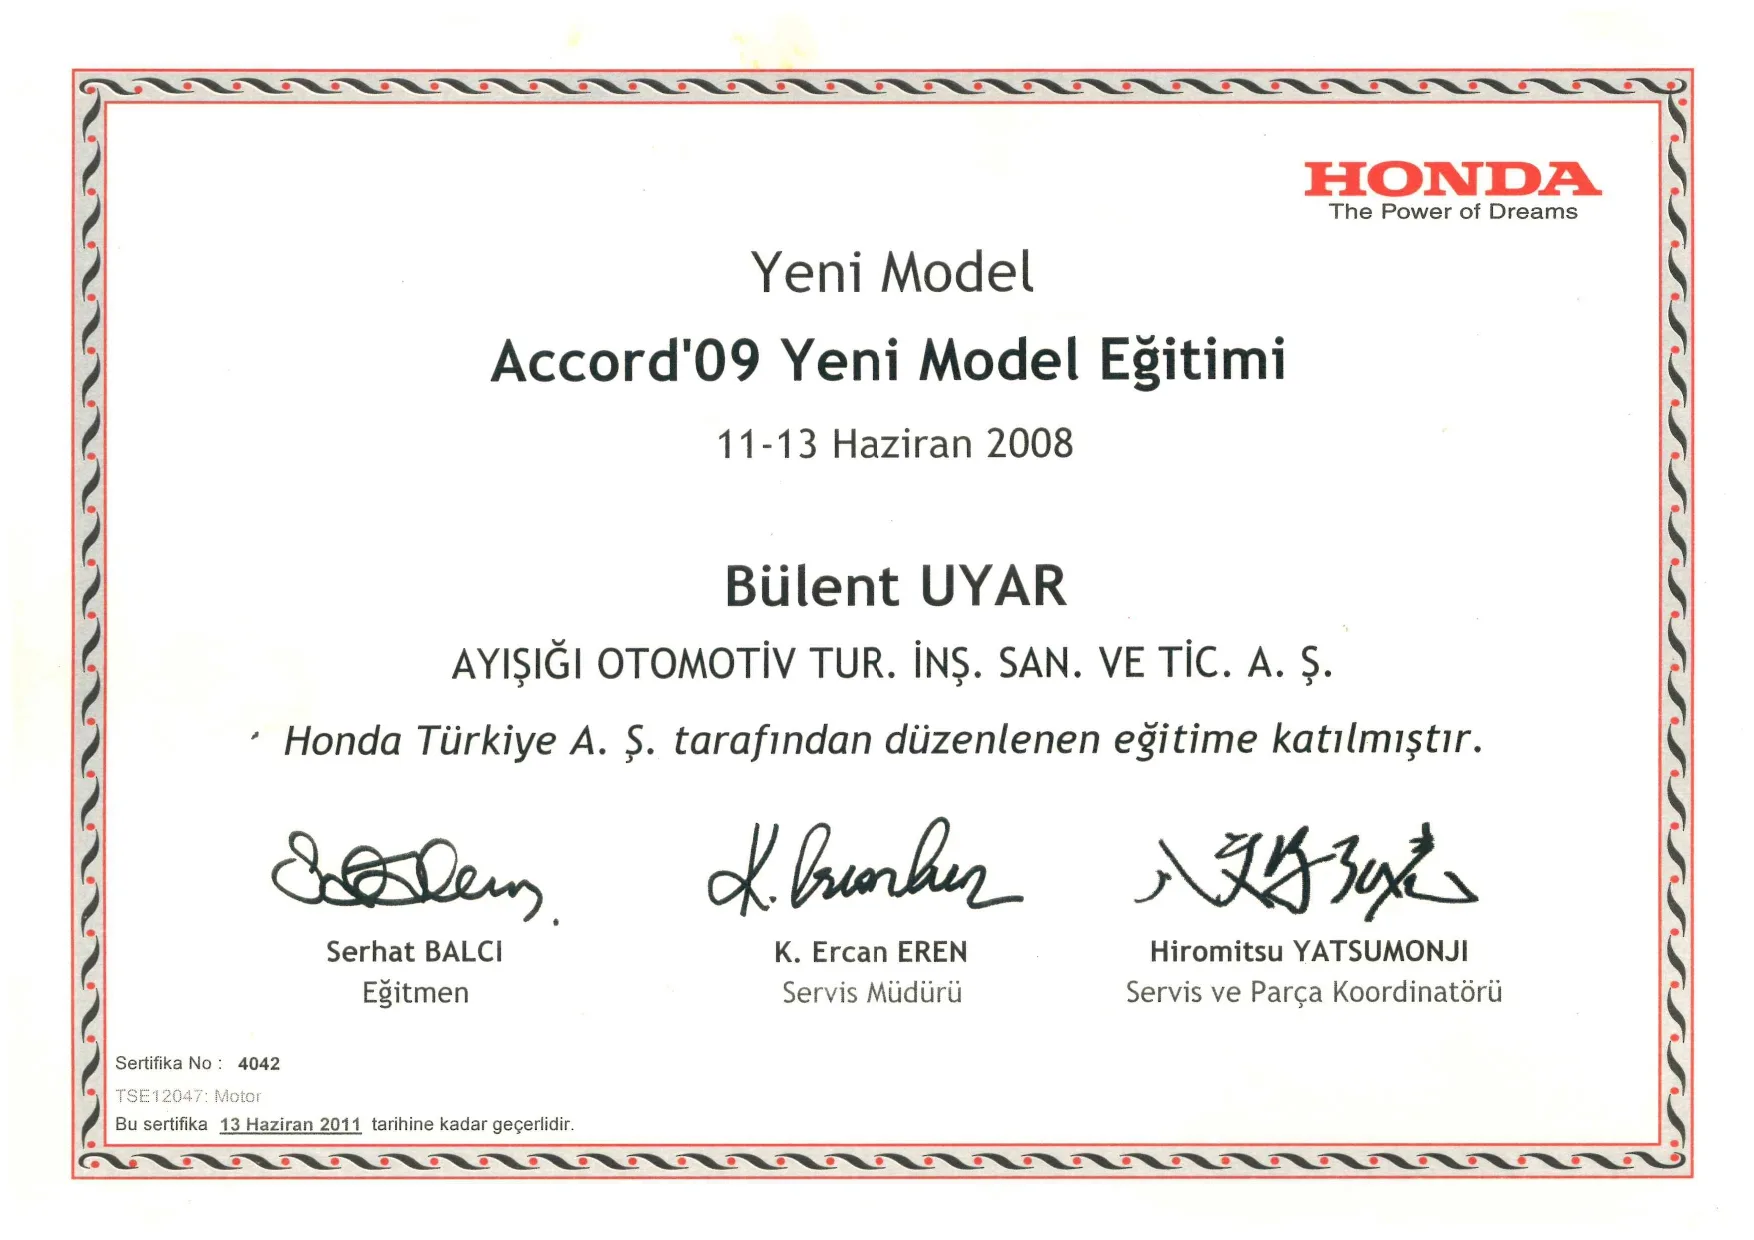 HONDA
The Power of Dreams
Yeni Model
Accord'09 Yeni Model Eğitimi
11-13 Haziran 2008
Bülent UYAR
AYIŞIĞI OTOMOTİV TUR. İNŞ. SAN. VE TİC. A. Ş.
Honda Türkiye A. Ş. tarafından düzenlenen eğitime katılmıştır.
Serhat BALCI
Eğitmen
K. Ercan EREN
Servis Müdürü
Hiromitsu YATSUMONJI
Servis ve Parça Koordinatörü
Sertifika No : 4042
TSE12047: Motor
Bu sertifika 13 Haziran 2011 tarihine kadar geçerlidir.